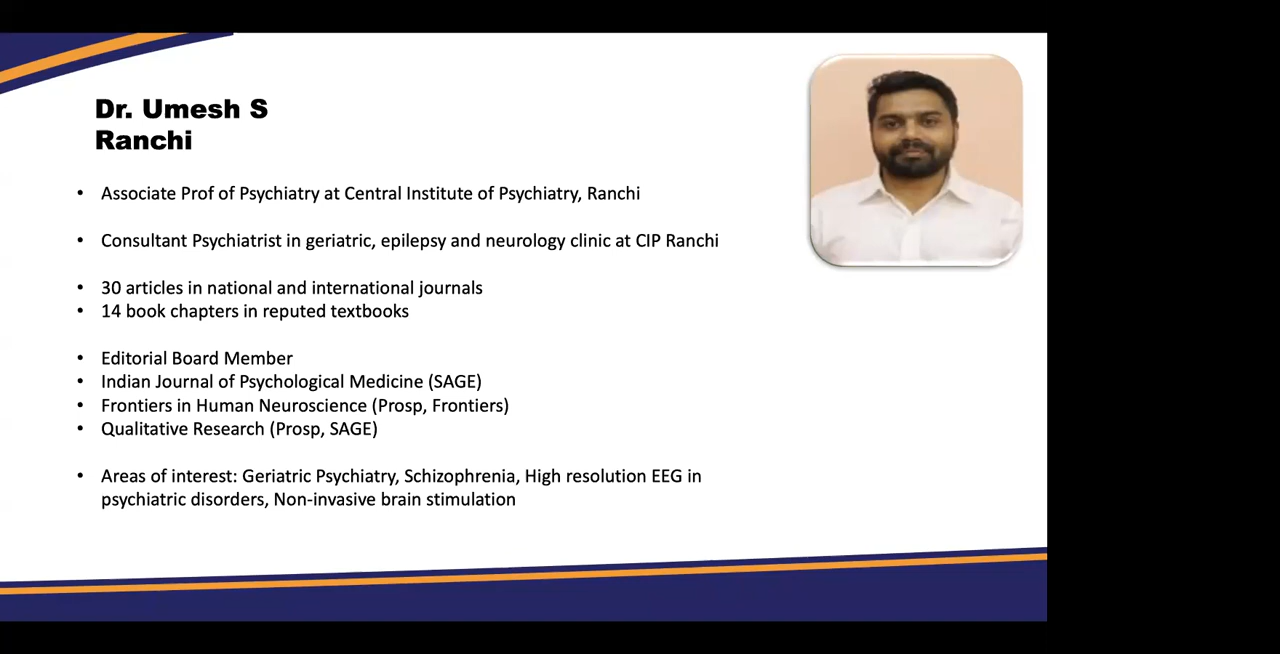 Dr. Umesh S
Ranchi
• Associate Prof of Psychiatry at Central Institute of Psychiatry, Ranchi
• Consultant Psychiatrist in geriatric, epilepsy and neurology clinic at CIP Ranchi
• 30 articles in national and international journals
• 14 book chapters in reputed textbooks
• Editorial Board Member
• Indian Journal of Psychological Medicine (SAGE)
• Frontiers in Human Neuroscience (Prosp, Frontiers)
• Qualitative Research (Prosp, SAGE)
• Areas of interest: Geriatric Psychiatry, Schizophrenia, High resolution EEG in
psychiatric disorders, Non-invasive brain stimulation